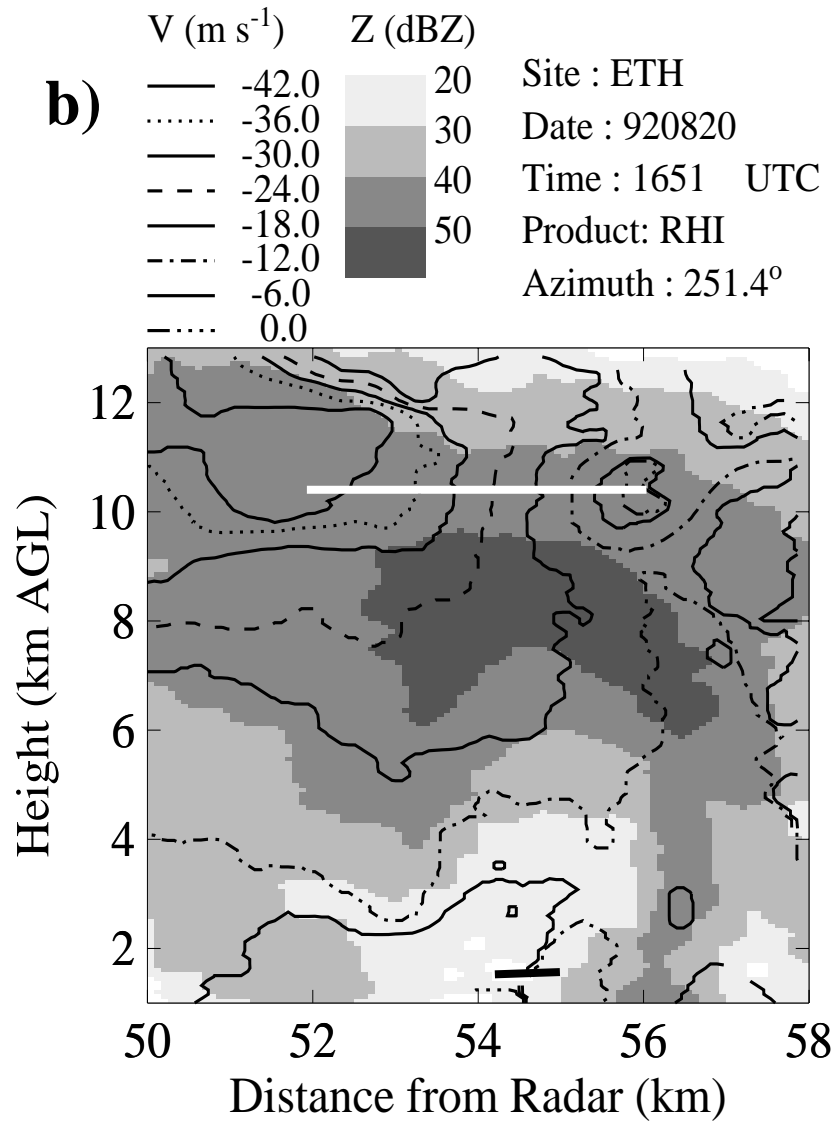 b)
V (m s-1)
-42.0
-36.0
-30.0
-24.0
-18.0
-12.0
-6.0
0.0
Z (dBZ)
20
30
40
50
Site : ETH
Date : 920820
Time : 1651 UTC
Product: RHI
Azimuth : 251.4o
Height (km AGL)
12
10
8
6
4
2
50 52 54 56 58
Distance from Radar (km)